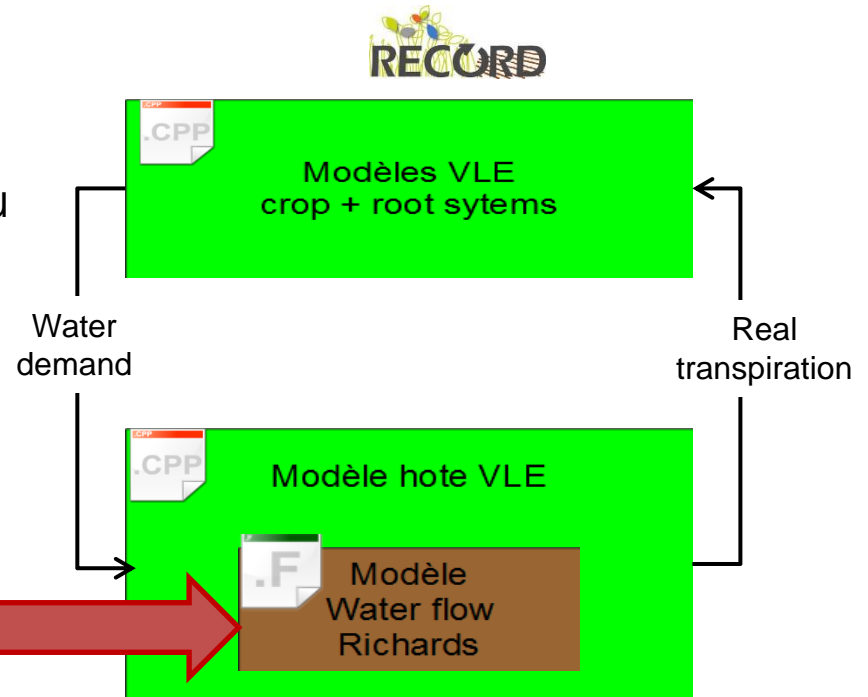 RECORD
.CPP
Modèles VLE
crop + root sytems
u
Water
demand
Real
transpiration
.CPP
Modèle hote VLE
.F
Modèle
Water flow
Richards